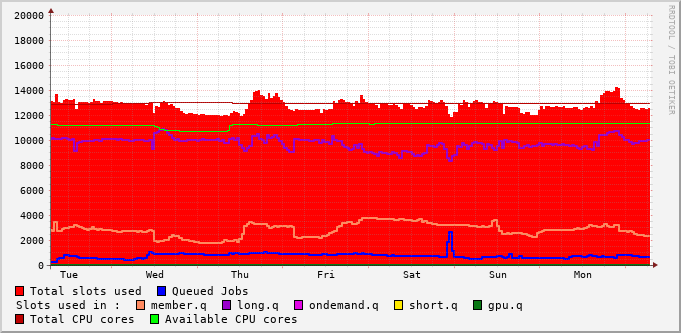 20000
18000
16000
14000
12000
10000
8000
6000
4000
2000
0
Tue Wed Thu Fri Sat Sun Mon
RRDTOOL / TOBI OETIKER
Total slots used Queued Jobs
Slots used in : member.q long.q ondemand.q short.q gpu.q
Total CPU cores Available CPU cores